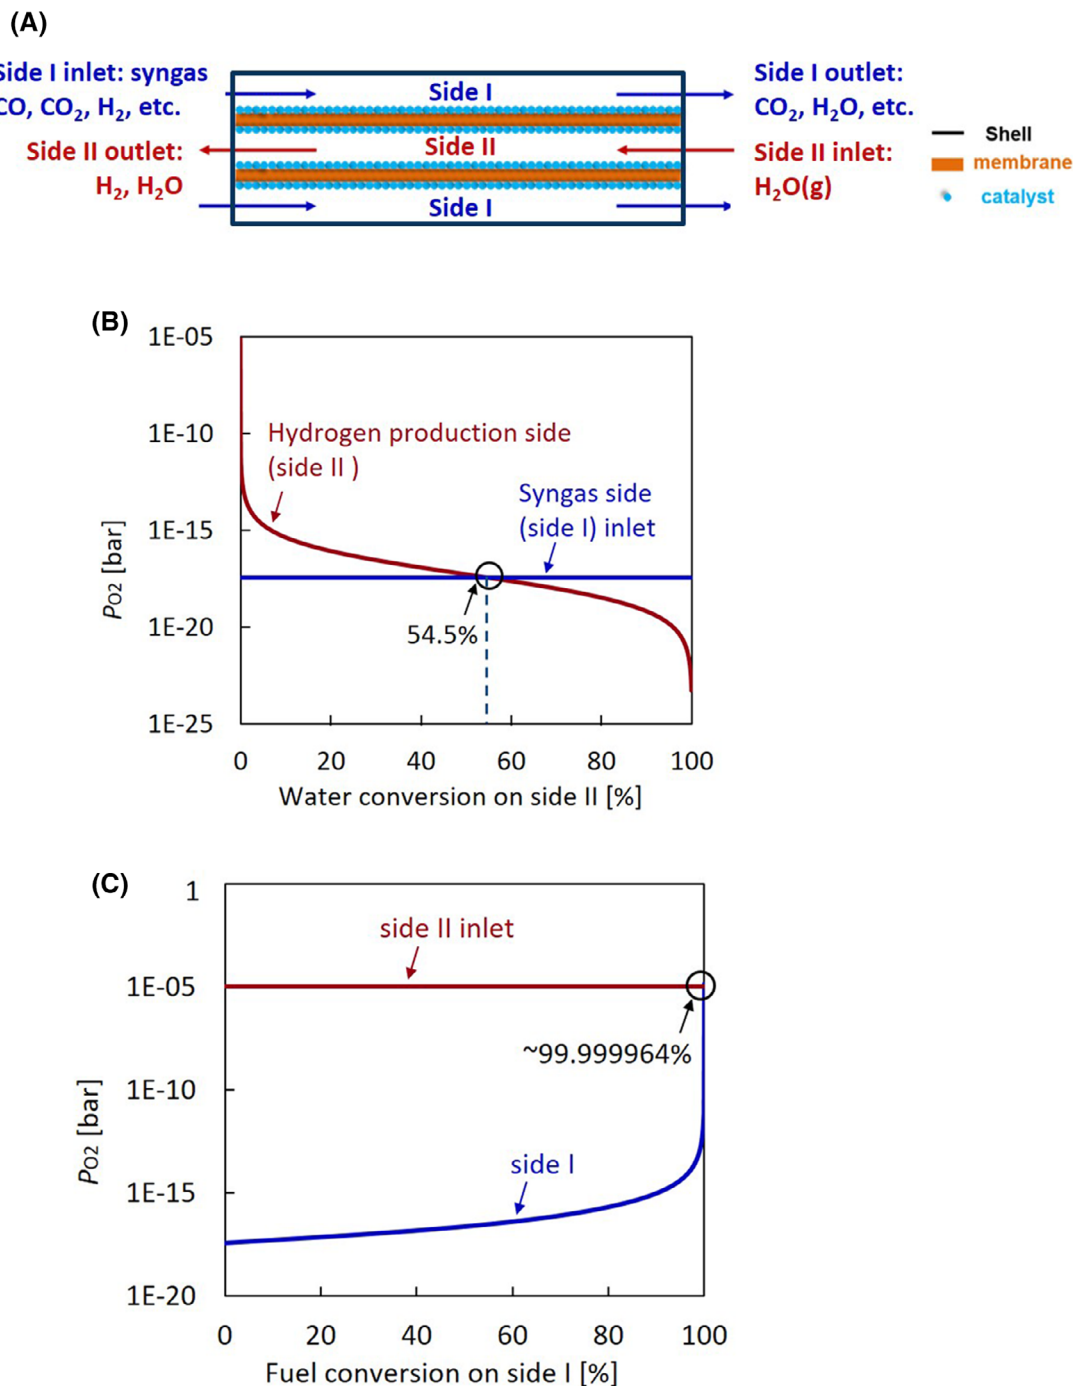 (A)
Side I inlet: syngas
CO, CO₂, H₂, etc.
Side II outlet:
H₂, H₂O
Side I
Side II
Side I
Side I outlet:
CO₂, H₂O, etc.
Side II inlet:
H₂O(g)
Shell
membrane
catalyst
(B)
1E-05
1E-10
1E-15
1E-20
1E-25
PO2 [bar]
Hydrogen production side
(side II )
Syngas side
(side I) inlet
54.5%
0 20 40 60 80 100
Water conversion on side II [%]
(C)
1
1E-05
1E-10
1E-15
1E-20
PO2 [bar]
side II inlet
~99.999964%
side I
0 20 40 60 80 100
Fuel conversion on side I [%]